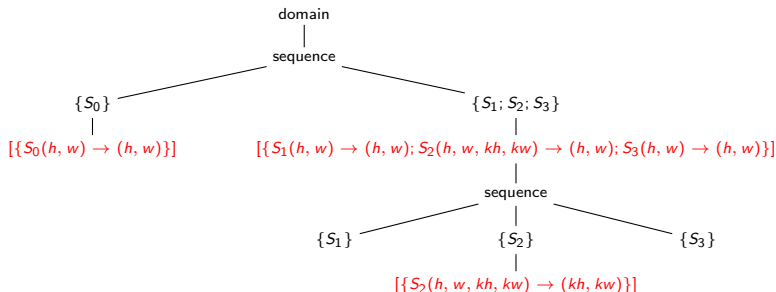 domain
sequence
{S₀} {S₁; S₂; S₃}
[{S₀(h, w) → (h, w)}] [{S₁(h, w) → (h, w); S₂(h, w, kh, kw) → (h, w); S₃(h, w) → (h, w)}]
sequence
{S₁} {S₂} {S₃}
[{S₂(h, w, kh, kw) → (kh, kw)}]